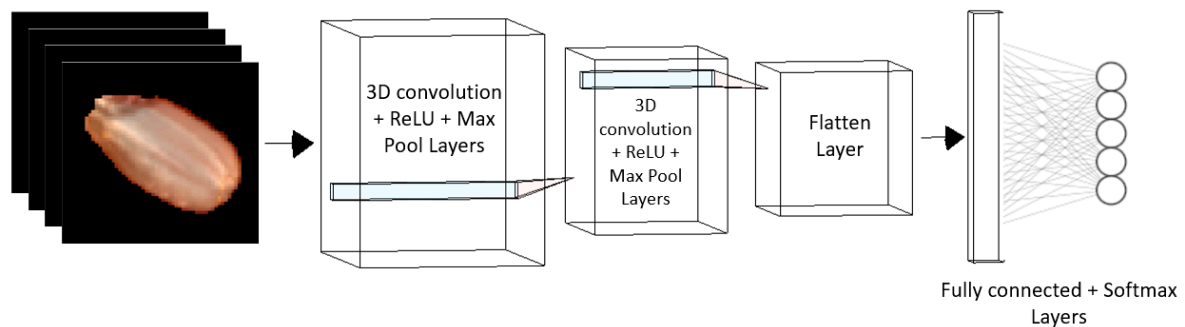 3D convolution
+ ReLU + Max
Pool Layers
3D
convolution
+ ReLU +
Max Pool
Layers
Flatten
Layer
Fully connected + Softmax
Layers